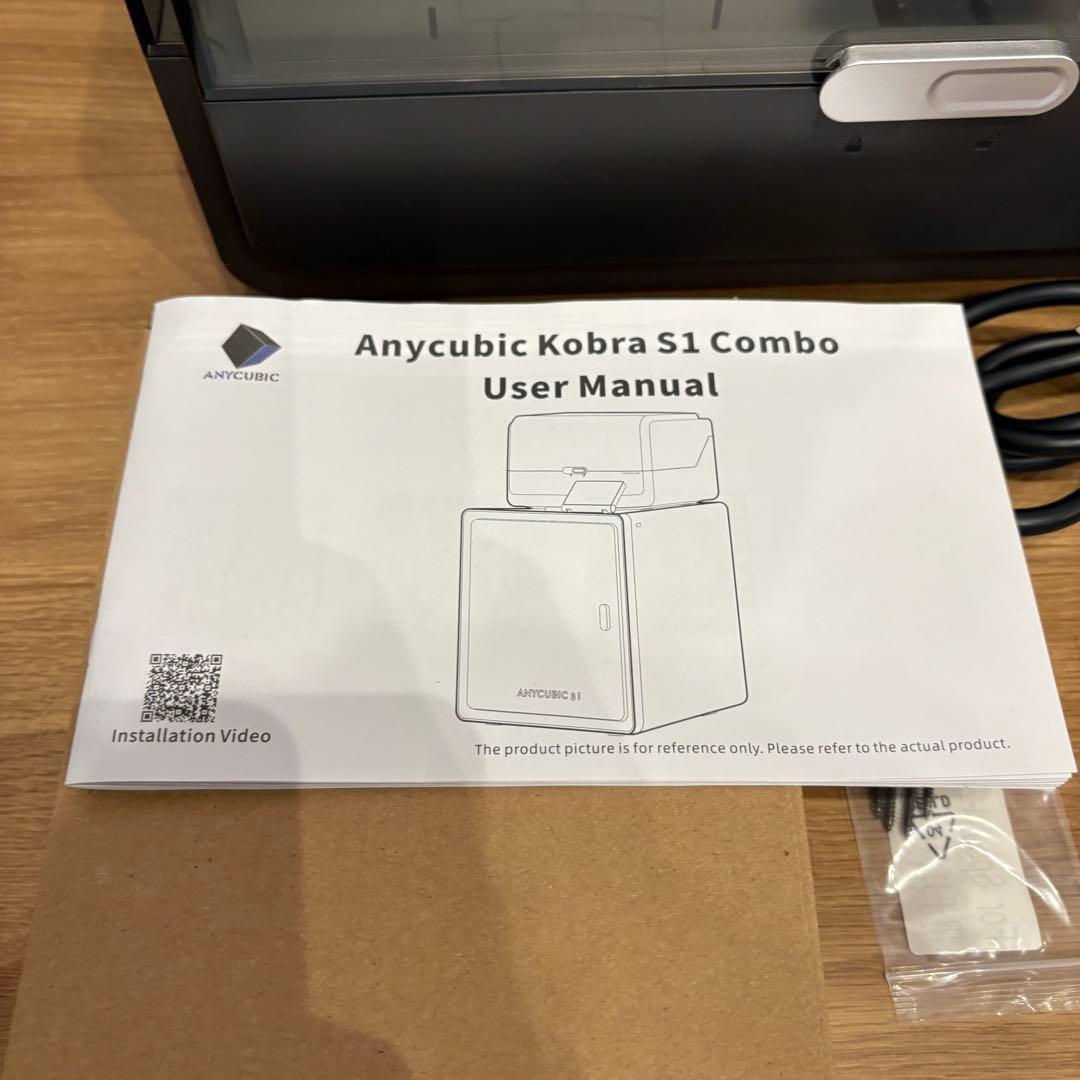 ANYCUBIC
Anycubic Kobra S1 Combo
User Manual
ANYCUBIC S1
Installation Video
The product picture is for reference only. Please refer to the actual product.